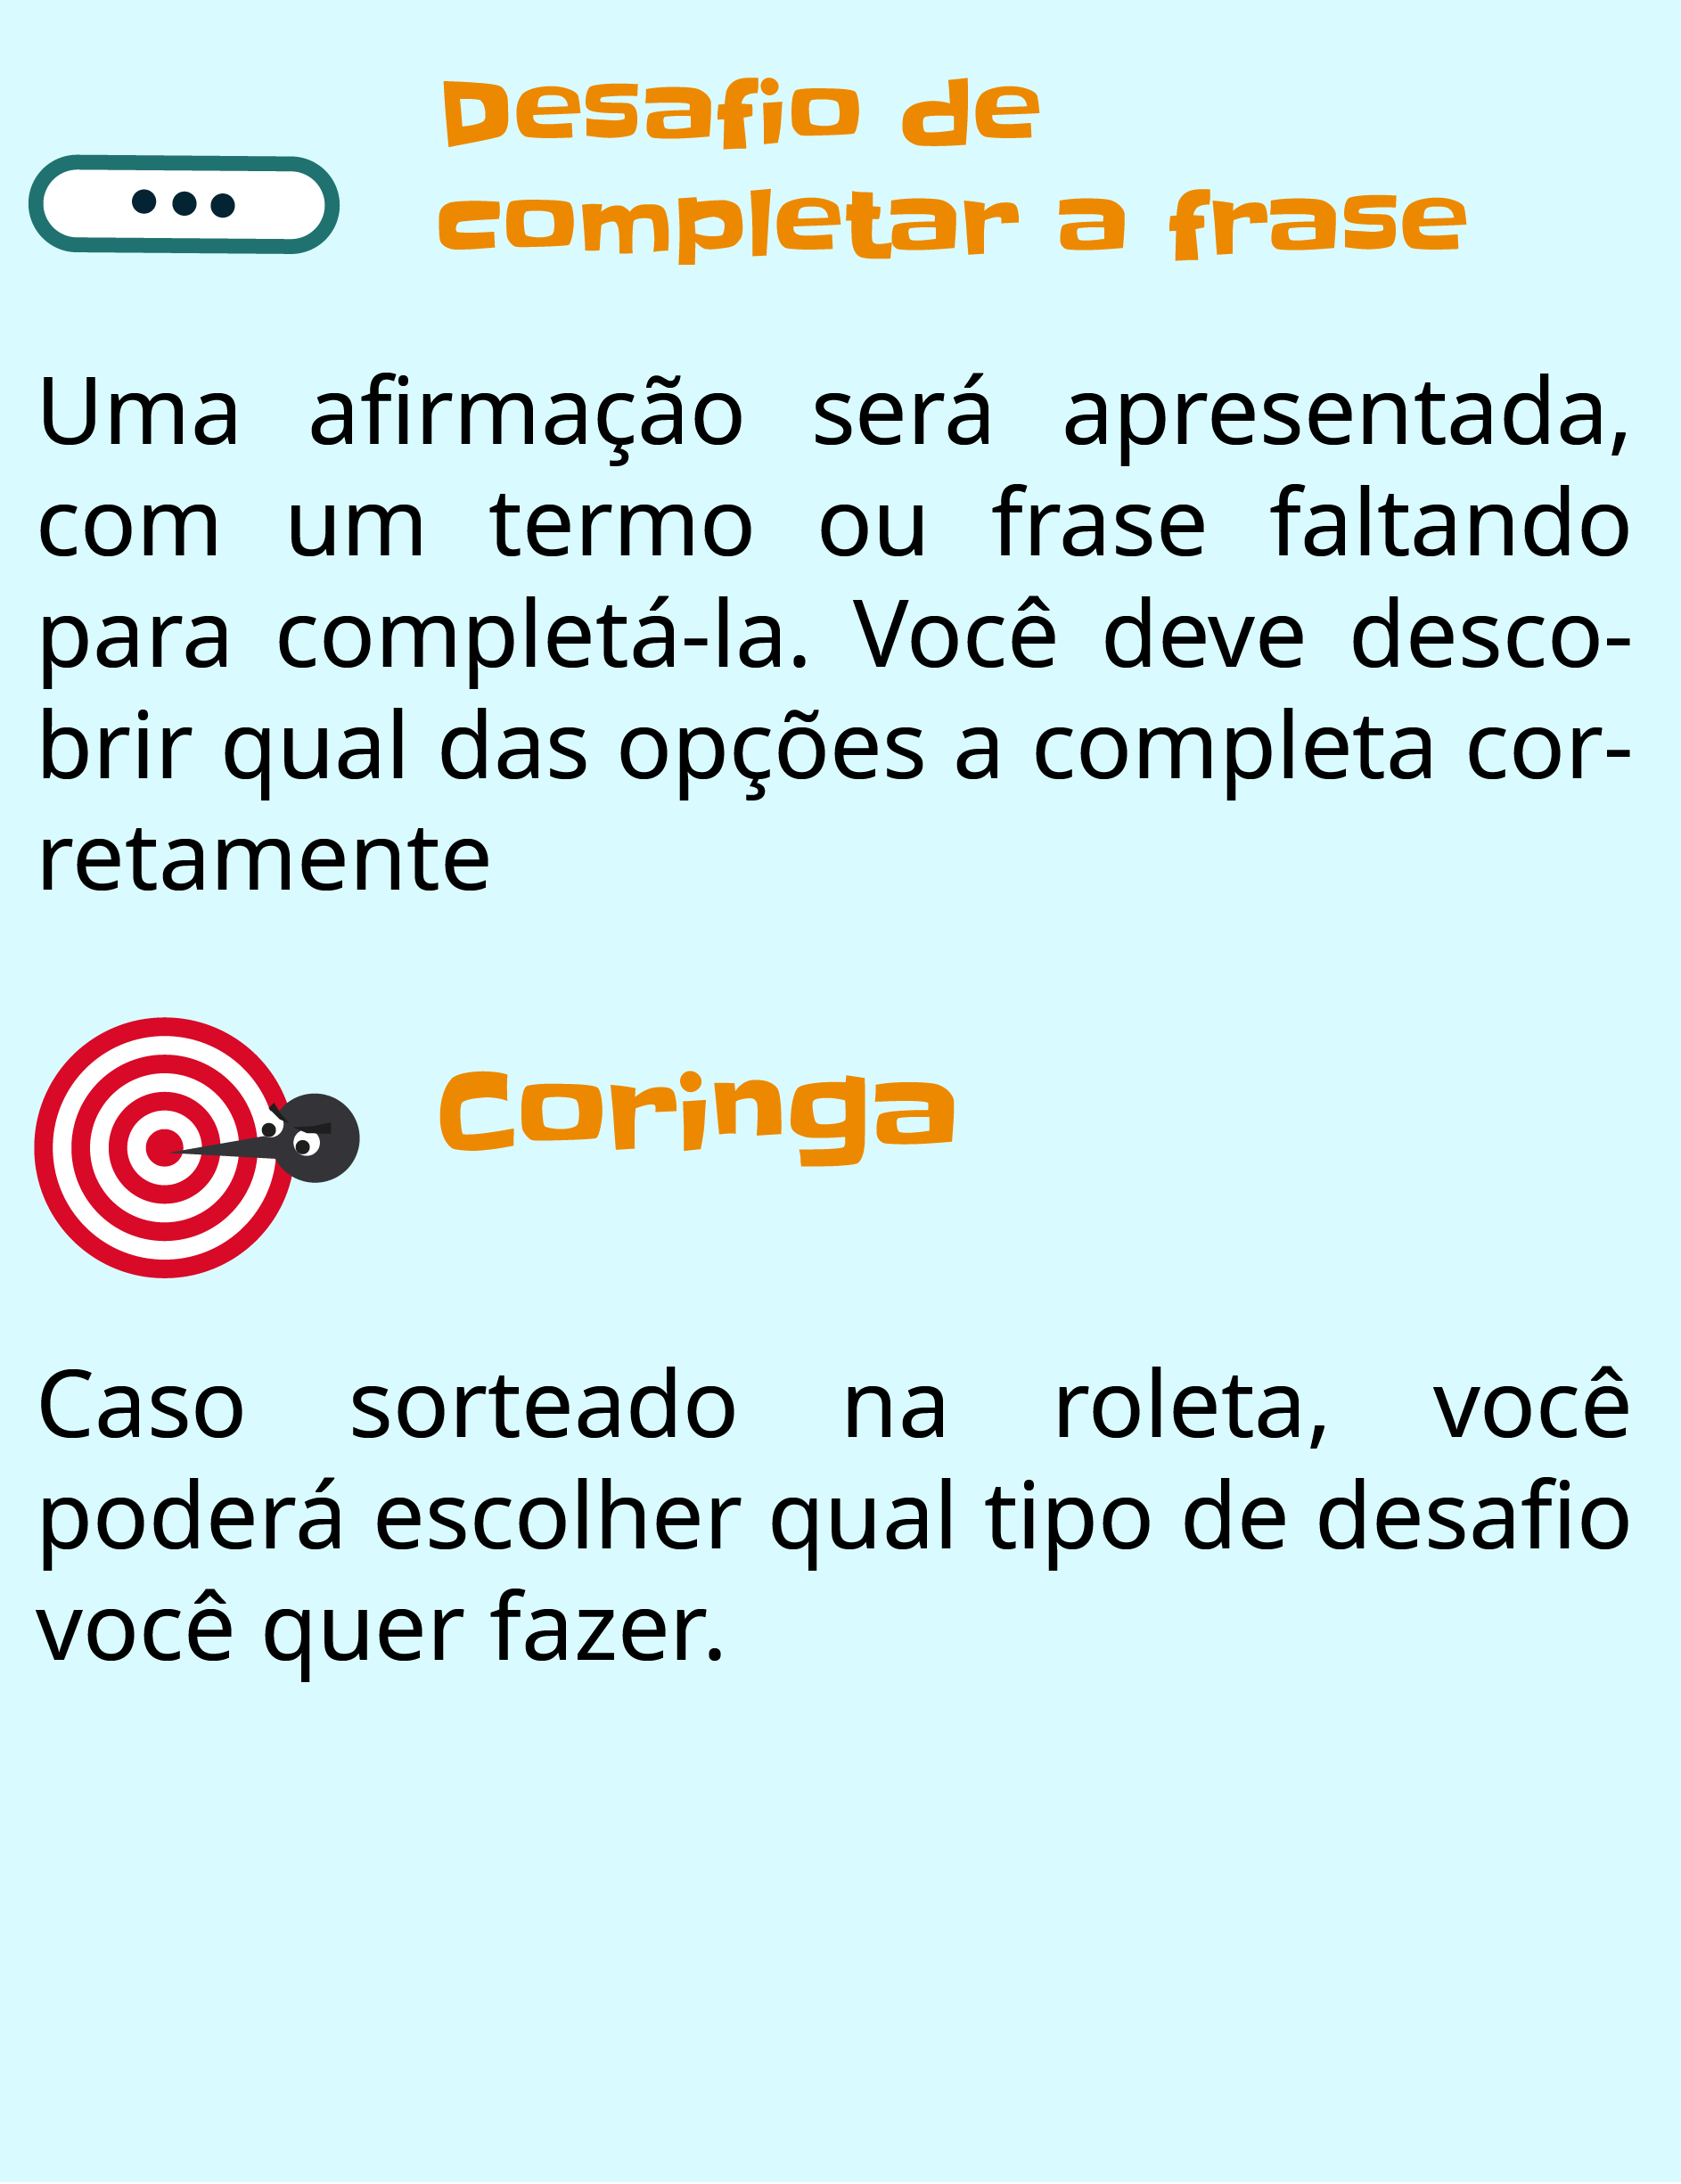 Desafio de
completar a frase
Uma afirmação será apresentada,
com um termo ou frase faltando
para completá-la. Você deve desco-
brir qual das opções a completa cor-
retamente
Coringa
Caso sorteado na roleta, você
poderá escolher qual tipo de desafio
você quer fazer.